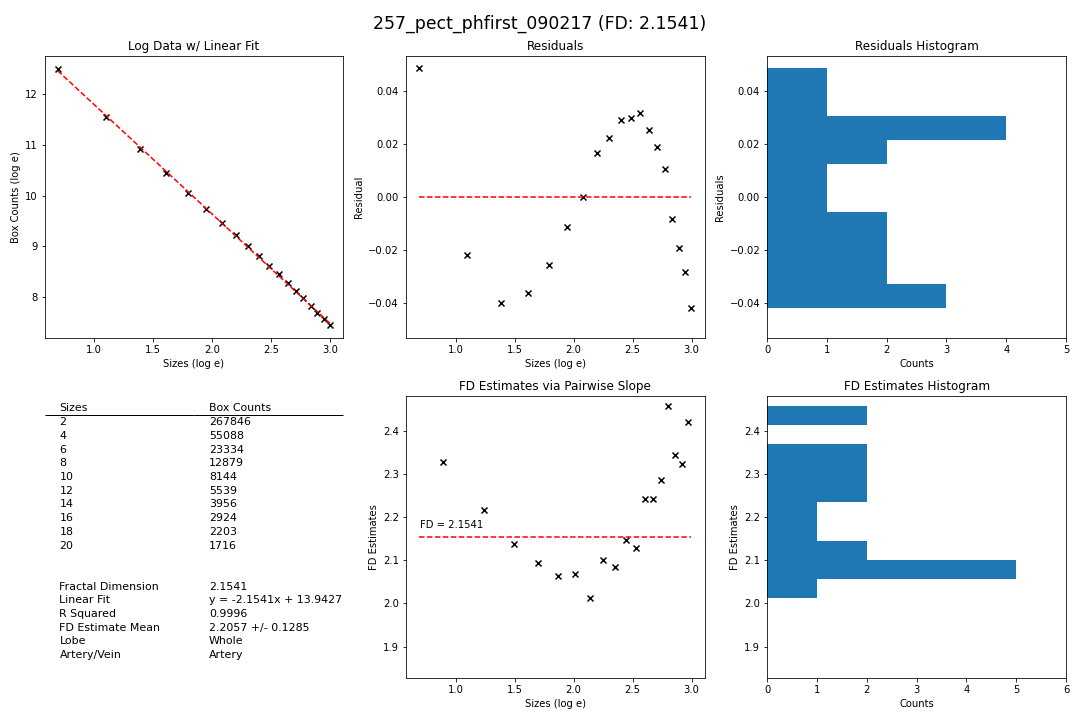 257_pect_phfirst_090217 (FD: 2.1541)
Log Data w/ Linear Fit
12
11
10
9
8
1.0 1.5 2.0 2.5 3.0
Box Counts (log e)
Sizes (log e)
Residuals
0.04
0.02
0.00
−0.02
−0.04
1.0 1.5 2.0 2.5 3.0
Residual
Sizes (log e)
Residuals Histogram
0.04
0.02
0.00
−0.02
−0.04
0 1 2 3 4 5
Residuals
Counts
Sizes Box Counts
2 267846
4 55088
6 23334
8 12879
10 8144
12 5539
14 3956
16 2924
18 2203
20 1716
Fractal Dimension 2.1541
Linear Fit y = -2.1541x + 13.9427
R Squared 0.9996
FD Estimate Mean 2.2057 +/- 0.1285
Lobe Whole
Artery/Vein Artery
FD Estimates via Pairwise Slope
2.4
2.3
2.2
2.1
2.0
1.9
FD = 2.1541
1.0 1.5 2.0 2.5 3.0
FD Estimates
Sizes (log e)
FD Estimates Histogram
2.4
2.3
2.2
2.1
2.0
1.9
0 1 2 3 4 5 6
FD Estimates
Counts